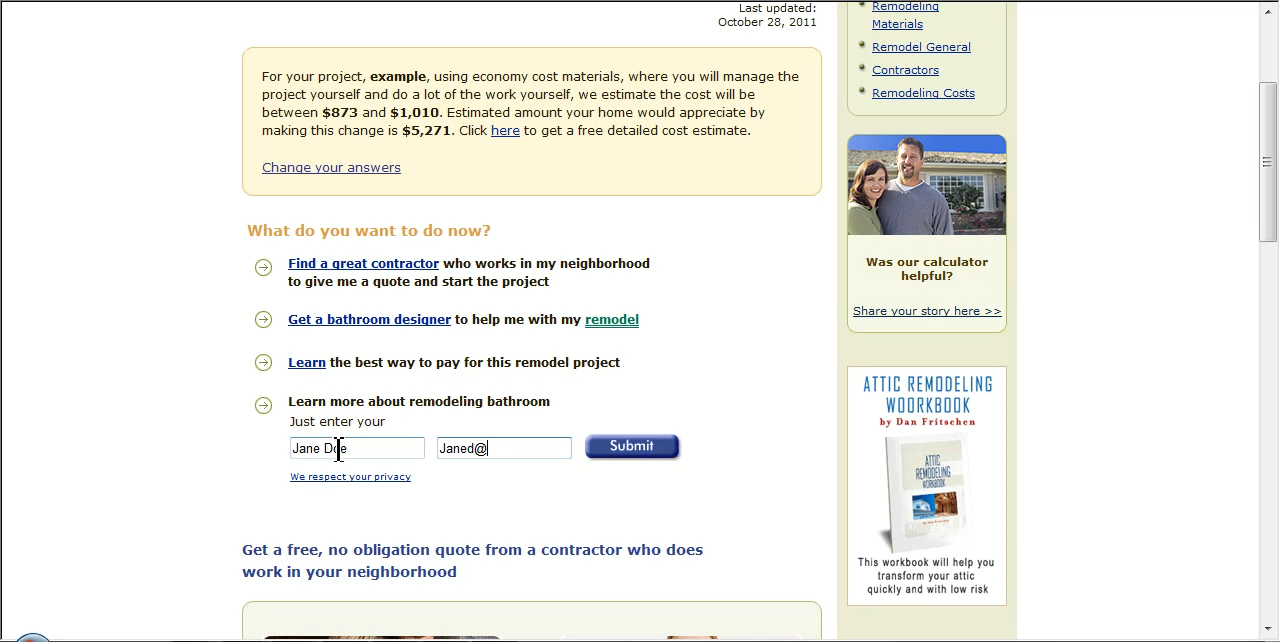 Last updated:
October 28, 2011
For your project, example, using economy cost materials, where you will manage the
project yourself and do a lot of the work yourself, we estimate the cost will be
between $873 and $1,010. Estimated amount your home would appreciate by
making this change is $5,271. Click here to get a free detailed cost estimate.
Change your answers
What do you want to do now?
Find a great contractor who works in my neighborhood
to give me a quote and start the project
Get a bathroom designer to help me with my remodel
Learn the best way to pay for this remodel project
Learn more about remodeling bathroom
Just enter your
Jane Doe
Janed@
Submit
We respect your privacy
Get a free, no obligation quote from a contractor who does
work in your neighborhood
Remodeling
Materials
Remodel General
Contractors
Remodeling Costs
Was our calculator
helpful?
Share your story here >>
ATTIC REMODELING
WOORKBOOK
by Dan Fritschen
ATTIC
REMODELING
WORKBOOK
This workbook will help you
transform your attic
quickly and with low risk